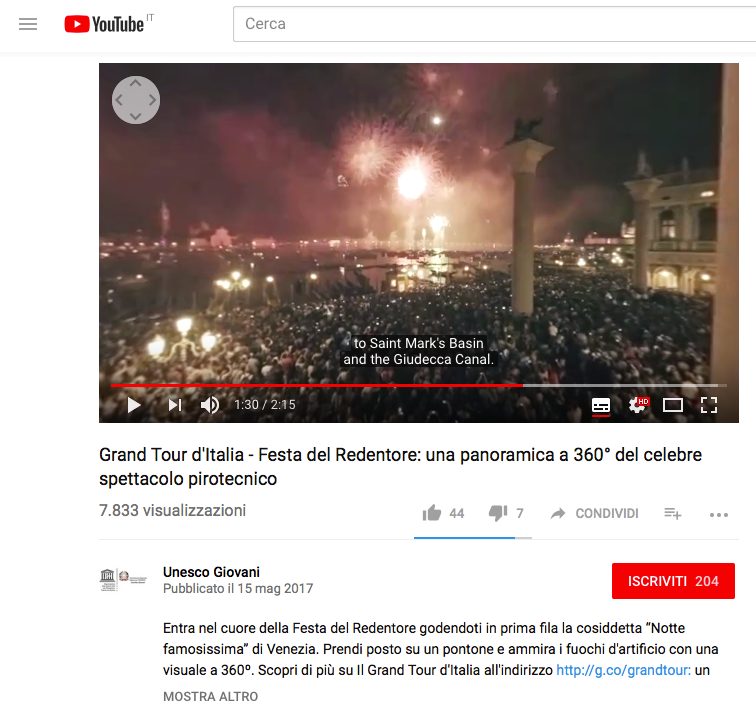 YouTube IT
Cerca
to Saint Mark's Basin
and the Giudecca Canal.
1:30 / 2:15
HD
Grand Tour d'Italia - Festa del Redentore: una panoramica a 360° del celebre
spettacolo pirotecnico
7.833 visualizzazioni
44
7
CONDIVIDI
Unesco Giovani
Pubblicato il 15 mag 2017
ISCRIVITI 204
Entra nel cuore della Festa del Redentore godendoti in prima fila la cosiddetta “Notte
famosissima” di Venezia. Prendi posto su un pontone e ammira i fuochi d'artificio con una
visuale a 360º. Scopri di più su Il Grand Tour d'Italia all'indirizzo http://g.co/grandtour: un
MOSTRA ALTRO